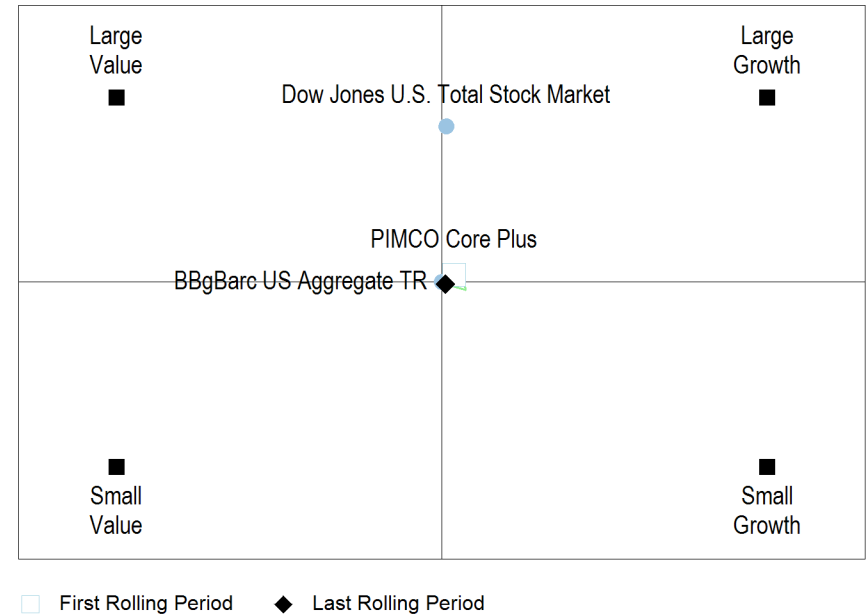 Large
Value
Large
Growth
Dow Jones U.S. Total Stock Market
PIMCO Core Plus
BBgBarc US Aggregate TR
Small
Value
Small
Growth
First Rolling Period
Last Rolling Period